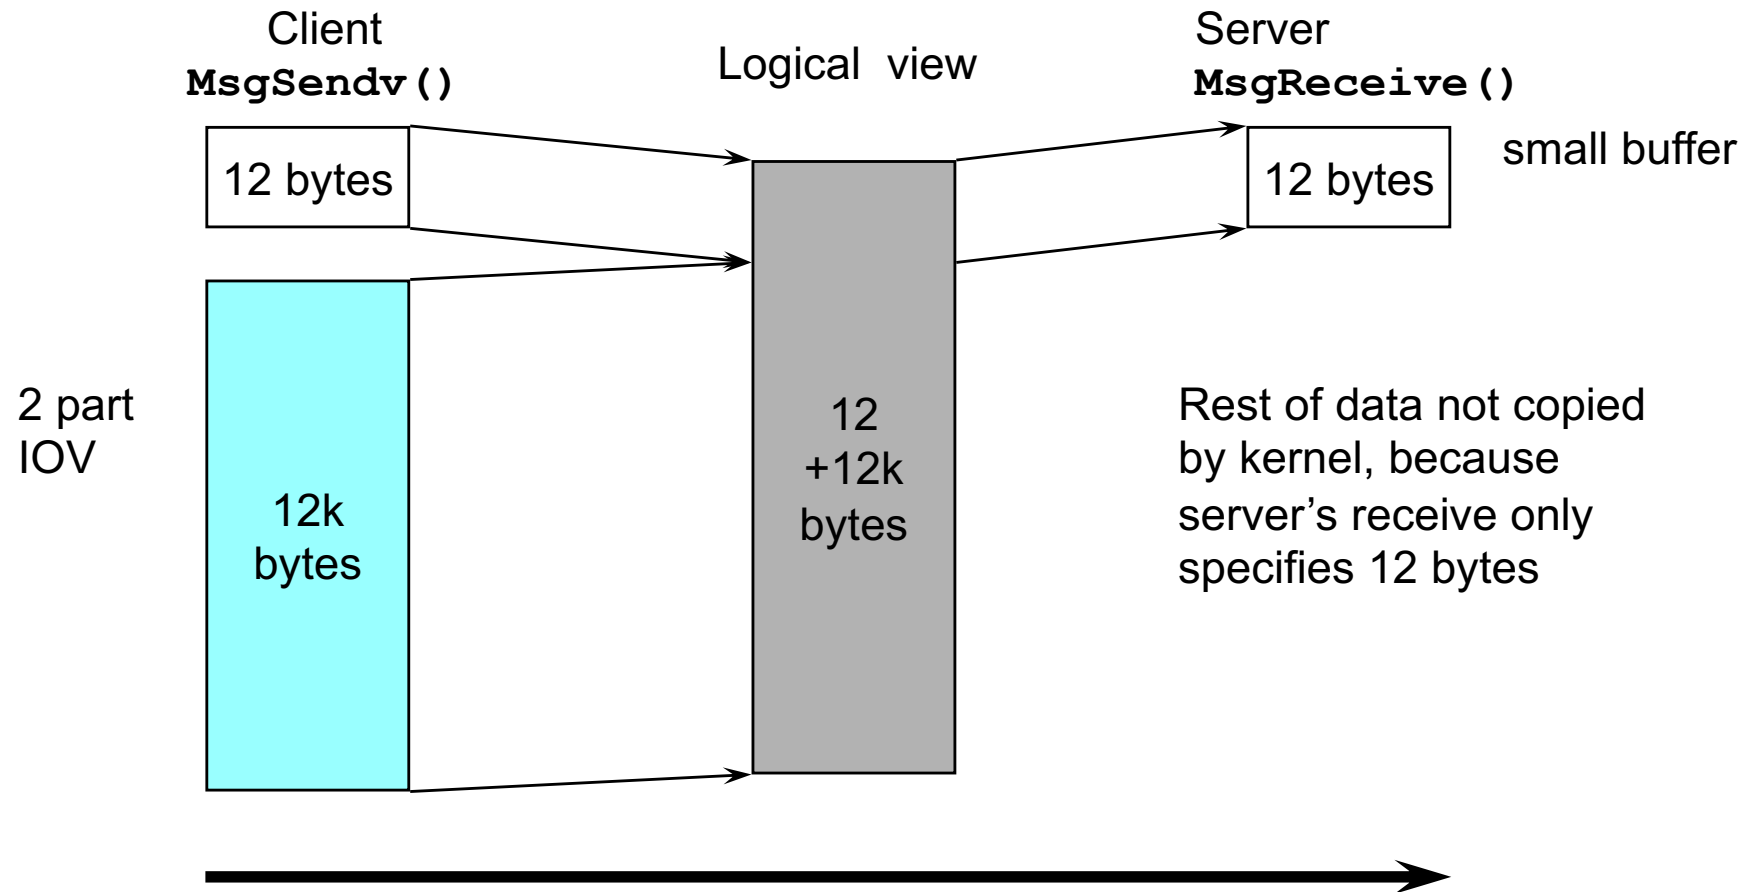 Client
MsgSendv()
Logical view
Server
MsgReceive()
small buffer
12 bytes
12 bytes
2 part
IOV
12k
bytes
12
+12k
bytes
Rest of data not copied
by kernel, because
server’s receive only
specifies 12 bytes